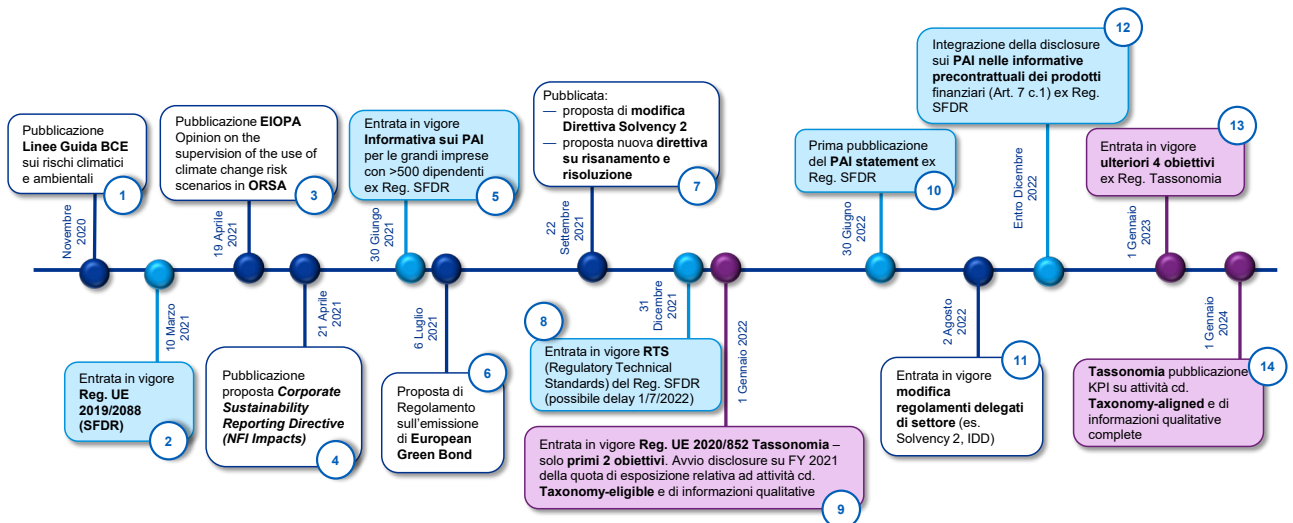 Pubblicazione
Linee Guida BCE
sui rischi climatici
e ambientali
1
Novembre
2020
10 Marzo
2021
Entrata in vigore
Reg. UE
2019/2088
(SFDR)
2
Pubblicazione EIOPA
Opinion on the
supervision of the use of
climate change risk
scenarios in ORSA
3
19 Aprile
2021
21 Aprile
2021
Pubblicazione
proposta Corporate
Sustainability
Reporting Directive
(NFI Impacts)
4
Entrata in vigore
Informativa sui PAI
per le grandi imprese
con >500 dipendenti
ex Reg. SFDR
5
30 Giungo
2021
6 Luglio
2021
6
Proposta di
Regolamento
sull'emissione
di European
Green Bond
Pubblicata:
— proposta di modifica
Direttiva Solvency 2
— proposta nuova direttiva
su risanamento e
risoluzione
7
22
Settembre
2021
31
Dicembre
2021
8
Entrata in vigore RTS
(Regulatory Technical
Standards) del Reg. SFDR
(possibile delay 1/7/2022)
1 Gennaio 2022
Entrata in vigore Reg. UE 2020/852 Tassonomia –
solo primi 2 obiettivi. Avvio disclosure su FY 2021
della quota di esposizione relativa ad attività cd.
Taxonomy-eligible e di informazioni qualitative
9
Prima pubblicazione
del PAI statement ex
Reg. SFDR
10
30 Giugno
2022
2 Agosto
2022
11
Entrata in vigore
modifica
regolamenti delegati
di settore (es.
Solvency 2, IDD)
12
Integrazione della disclosure
sui PAI nelle informative
precontrattuali dei prodotti
finanziari (Art. 7 c.1) ex Reg.
SFDR
Entro Dicembre
2022
13
Entrata in vigore
ulteriori 4 obiettivi
ex Reg. Tassonomia
1 Gennaio
2023
1 Gennaio
2024
14
Tassonomia pubblicazione
KPI su attività cd.
Taxonomy-aligned e di
informazioni qualitative
complete